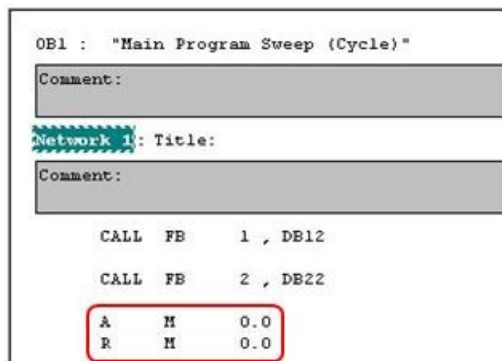 OB1 : "Main Program Sweep (Cycle)"
Comment:
Network 1: Title:
Comment:
CALL FB 1 , DB12
CALL FB 2 , DB22
A M 0.0
R M 0.0